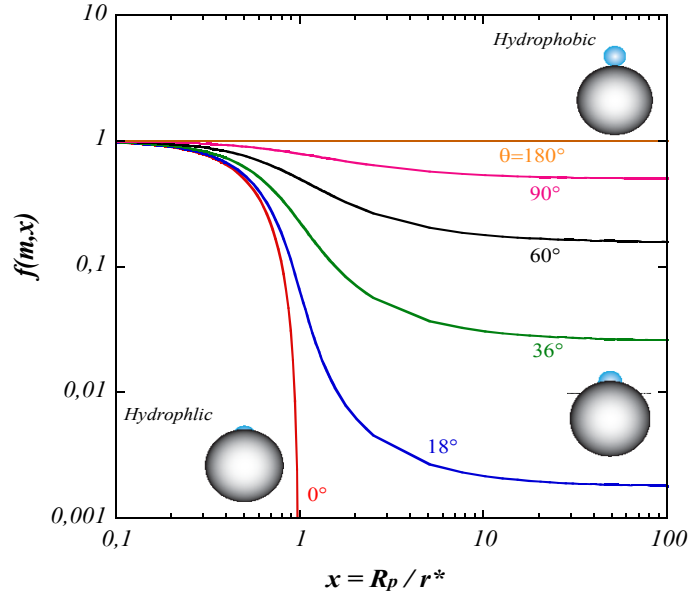 10
Hydrophobic
1
θ=180°
90°
60°
0,1
f(m,x)
36°
0,01
Hydrophlic
18°
0°
0,001
0,1
1
10
100
x = Rp / r*